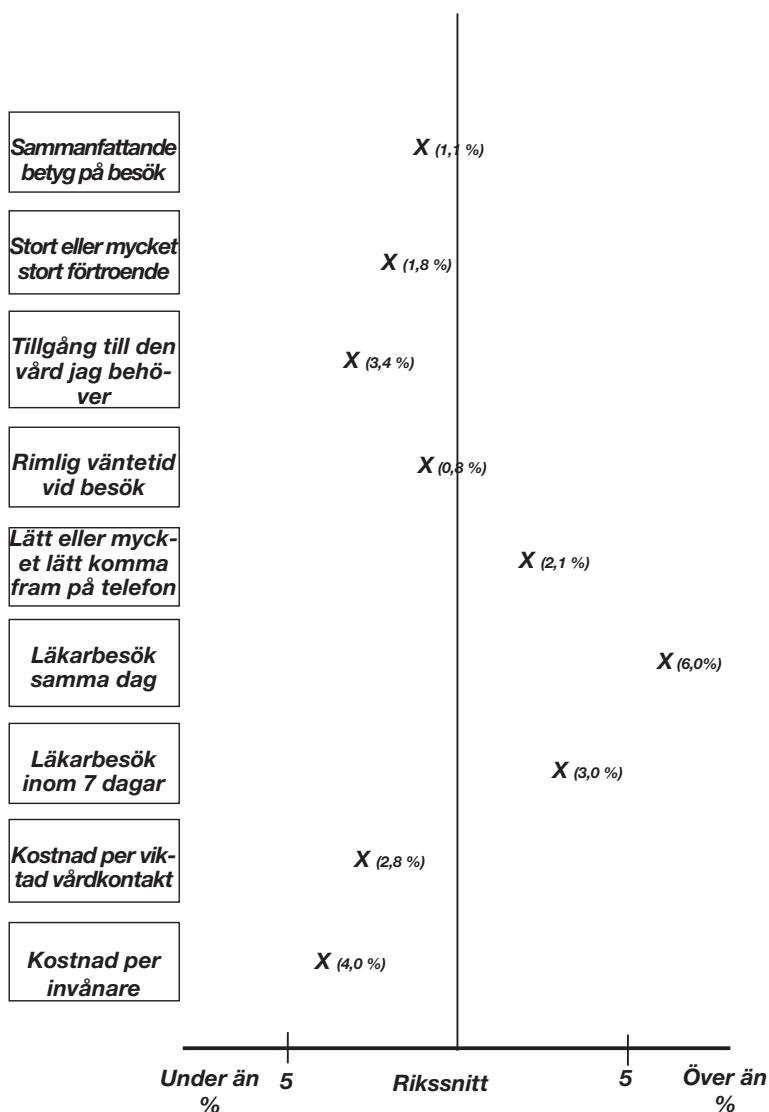 Sammanfattande
betyg på besök
X (1,1 %)
Stort eller mycket
stort förtroende
X (1,8 %)
Tillgång till den
vård jag behö-
ver
X (3,4 %)
Rimlig väntetid
vid besök
X (0,8 %)
Lätt eller myck-
et lätt komma
fram på telefon
X (2,1 %)
Läkarbesök
samma dag
X (6,0%)
Läkarbesök
inom 7 dagar
X (3,0 %)
Kostnad per vik-
tad vårdkontakt
X (2,8 %)
Kostnad per
invånare
X (4,0 %)
Under än 5 Rikssnitt 5 Över än
% %